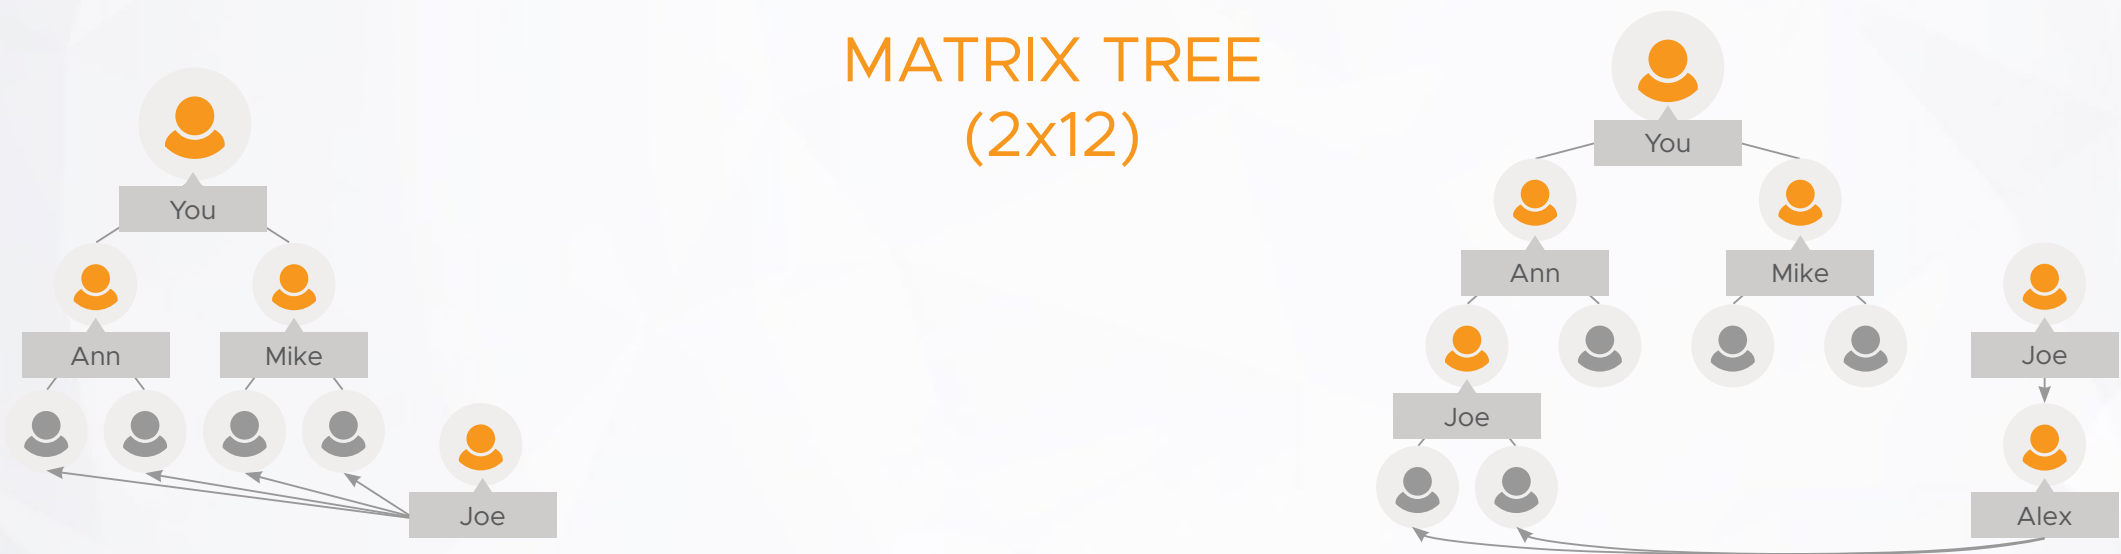 MATRIX TREE
(2x12)
You
Ann
Mike
Joe
You
Ann
Mike
Joe
Joe
Alex